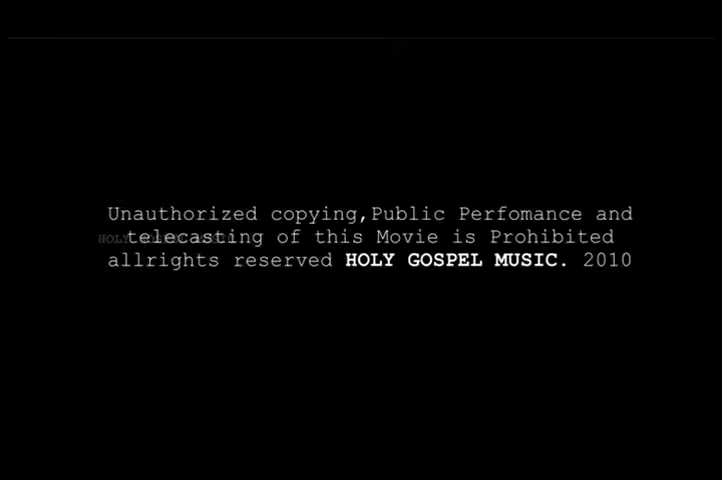 Unauthorized copying,Public Perfomance and
telecasting of this Movie is Prohibited
allrights reserved HOLY GOSPEL MUSIC. 2010